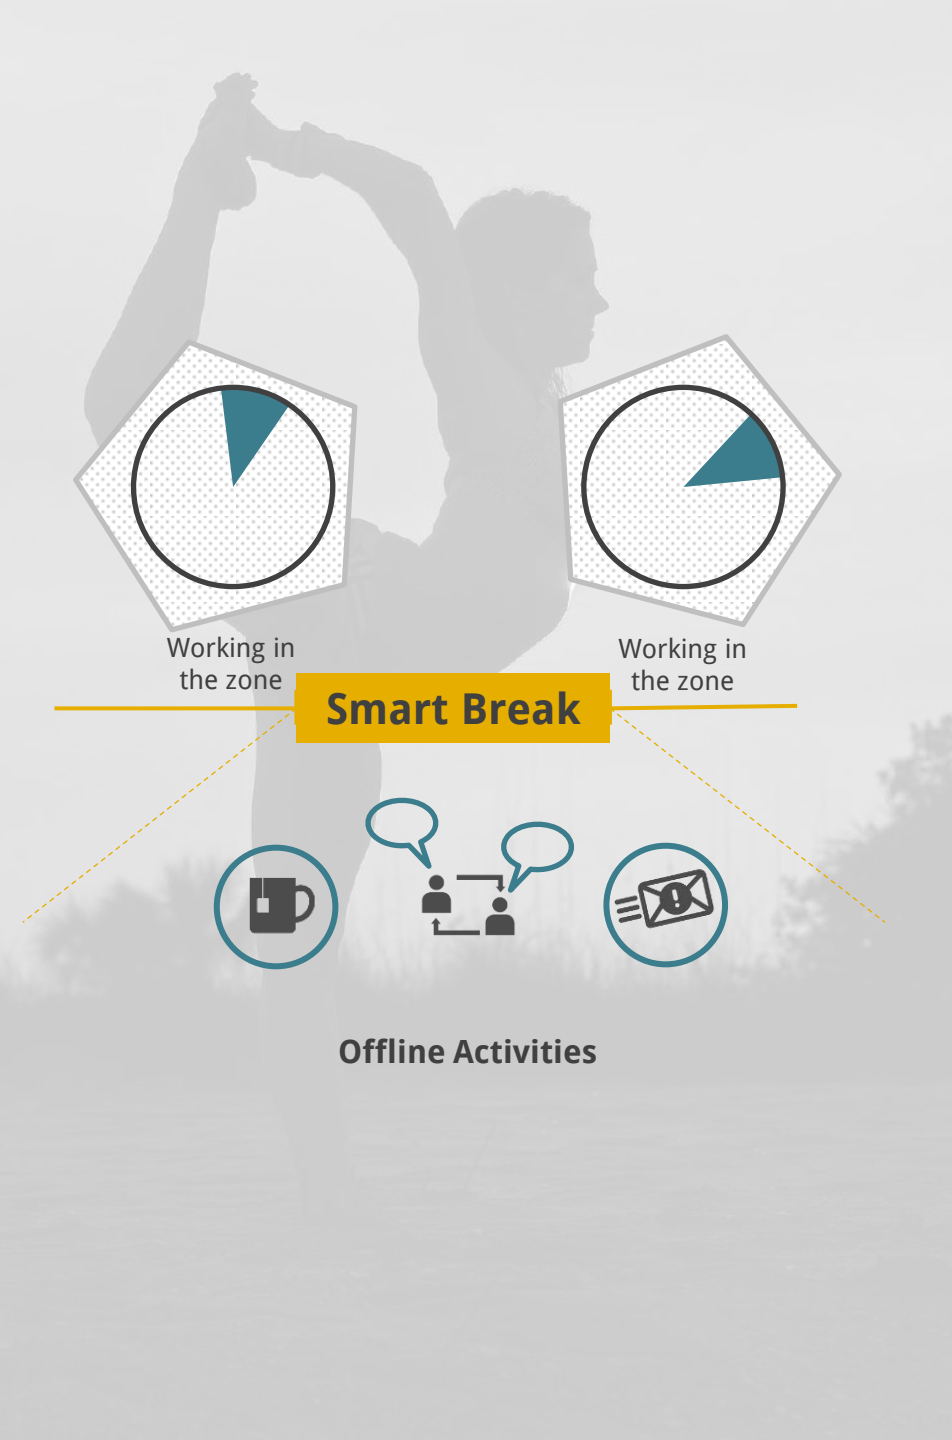 Working in
the zone
Working in
the zone
Smart Break
Offline Activities